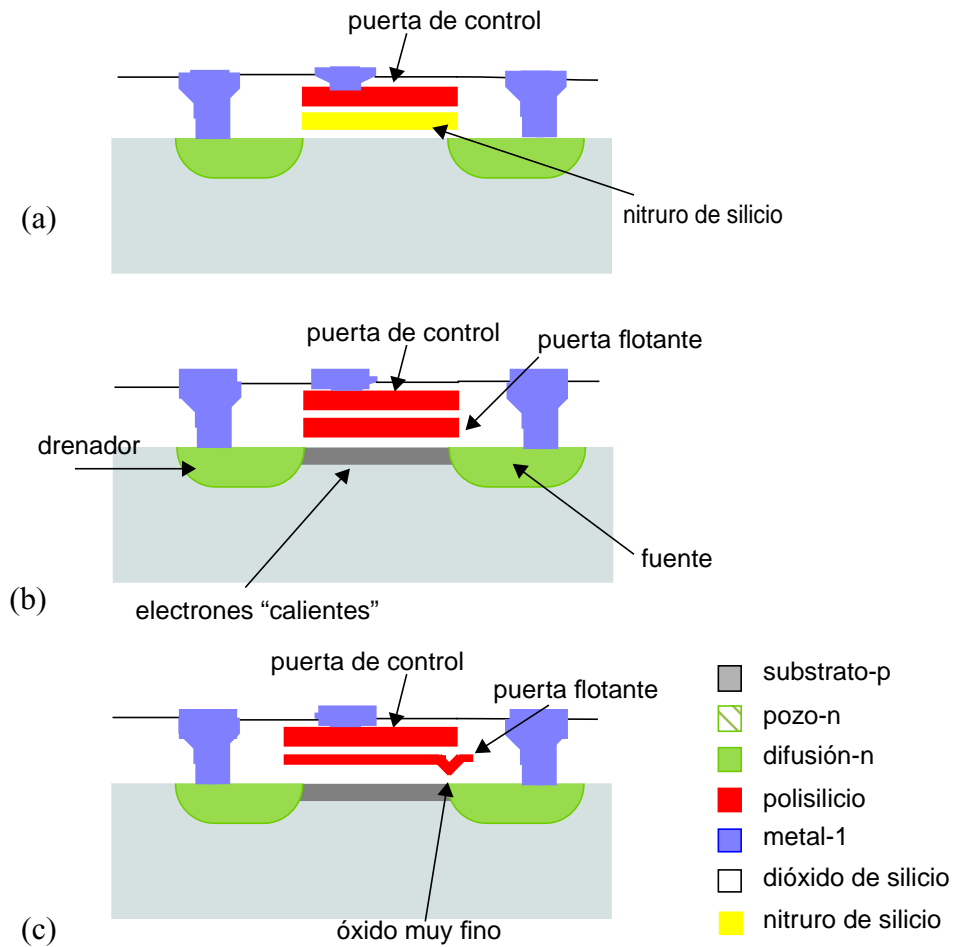 puerta de control
nitruro de silicio
(a)
puerta de control
puerta flotante
drenador
fuente
(b)
electrones “calientes”
puerta de control
puerta flotante
óxido muy fino
(c)
substrato-p
pozo-n
difusión-n
polisilicio
metal-1
dióxido de silicio
nitruro de silicio